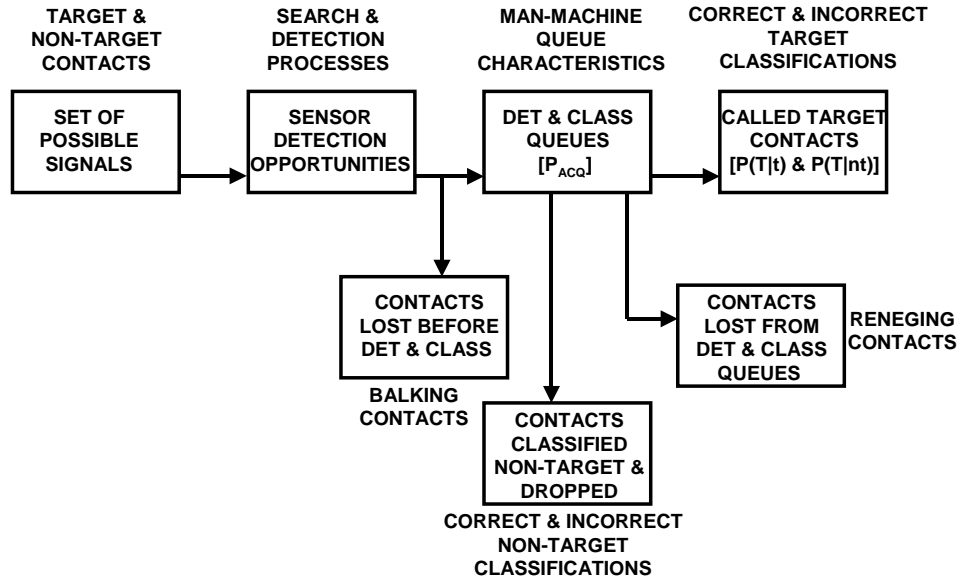 TARGET &
NON-TARGET
CONTACTS
SEARCH &
DETECTION
PROCESSES
MAN-MACHINE
QUEUE
CHARACTERISTICS
CORRECT & INCORRECT
TARGET
CLASSIFICATIONS
SET OF
POSSIBLE
SIGNALS
SENSOR
DETECTION
OPPORTUNITIES
DET & CLASS
QUEUES
[PACQ]
CALLED TARGET
CONTACTS
[P(T|t) & P(T|nt)]
CONTACTS
LOST BEFORE
DET & CLASS
BALKING
CONTACTS
CONTACTS
LOST FROM
DET & CLASS
QUEUES
RENEGING
CONTACTS
CONTACTS
CLASSIFIED
NON-TARGET &
DROPPED
CORRECT & INCORRECT
NON-TARGET
CLASSIFICATIONS